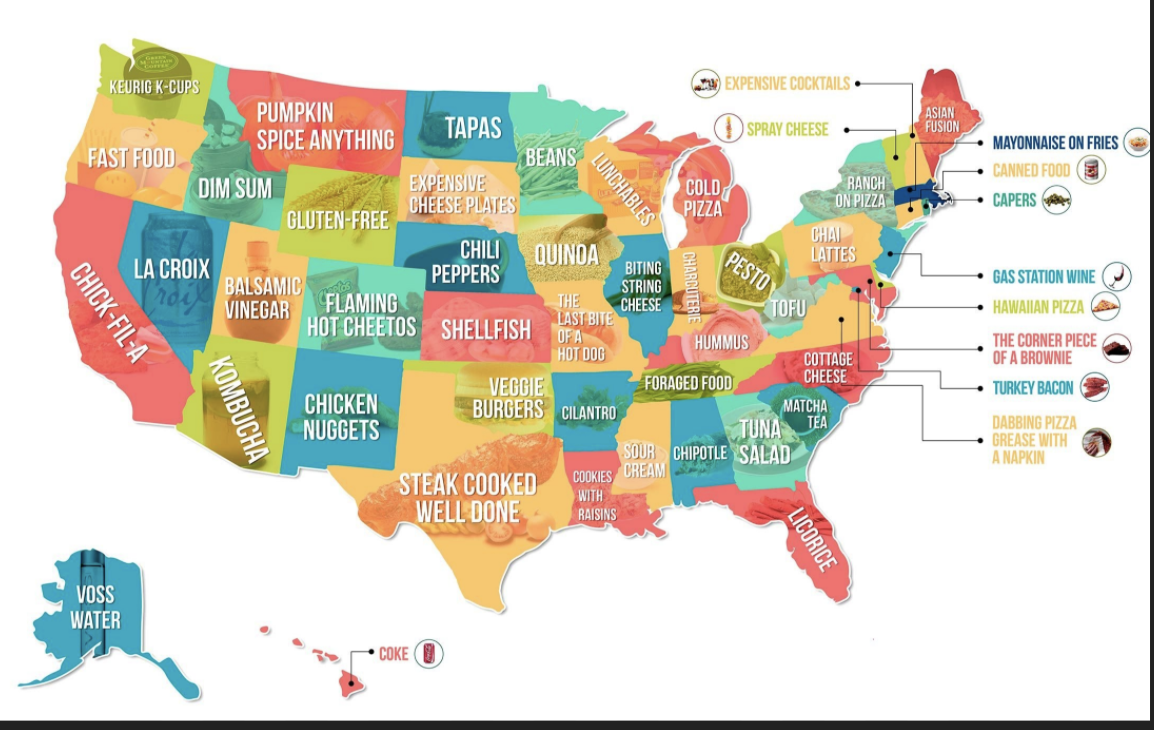 EXPENSIVE COCKTAILS
GREEN MOUNTAIN
COFFEE
KEURIG K-CUPS
PUMPKIN
SPICE ANYTHING
TAPAS
BEANS
LUNCHABLES
SPRAY CHEESE
ASIAN
FUSION
MAYONNAISE ON FRIES
CANNED FOOD
CAPERS
FAST FOOD
DIM SUM
GLUTEN-FREE
EXPENSIVE
CHEESE PLATES
COLD
PIZZA
RANCH
ON PIZZA
CHICK-FIL-A
LA CROIX
BALSAMIC
VINEGAR
Cheetos
FLAMING
HOT CHEETOS
CHILI
PEPPERS
SHELLFISH
QUINOA
THE
LAST BITE
OF A
HOT DOG
BITING
STRING
CHEESE
CHARCUTERIE
PESTO
CHAI
LATTES
TOFU
HUMMUS
GAS STATION WINE
HAWAIIAN PIZZA
THE CORNER PIECE
OF A BROWNIE
TURKEY BACON
DABBING PIZZA
GREASE WITH
A NAPKIN
KOMBUCHA
CHICKEN
NUGGETS
VEGGIE
BURGERS
CILANTRO
FORAGED FOOD
COTTAGE
CHEESE
MATCHA
TEA
TUNA
SALAD
STEAK COOKED
WELL DONE
COOKIES
WITH
RAISINS
SOUR
CREAM
CHIPOTLE
LICORICE
VOSS
WATER
COKE